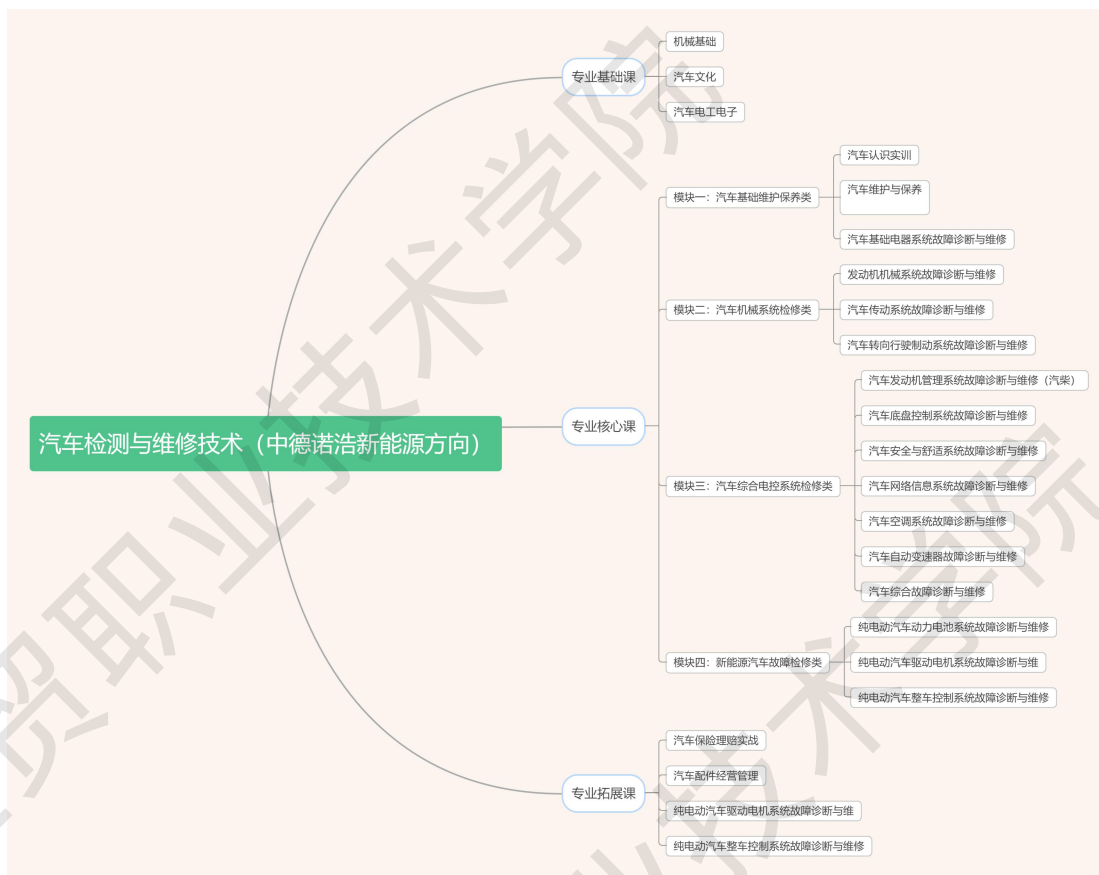 汽车检测与维修技术（中德诺浩新能源方向）
专业基础课
机械基础
汽车文化
汽车电工电子
专业核心课
模块一：汽车基础维护保养类
汽车认识实训
汽车维护与保养
汽车基础电器系统故障诊断与维修
模块二：汽车机械系统检修类
发动机机械系统故障诊断与维修
汽车传动系统故障诊断与维修
汽车转向行驶制动系统故障诊断与维修
模块三：汽车综合电控系统检修类
汽车发动机管理系统故障诊断与维修（汽柴）
汽车底盘控制系统故障诊断与维修
汽车安全与舒适系统故障诊断与维修
汽车网络信息系统故障诊断与维修
汽车空调系统故障诊断与维修
汽车自动变速器故障诊断与维修
汽车综合故障诊断与维修
模块四：新能源汽车故障检修类
纯电动汽车动力电池系统故障诊断与维修
纯电动汽车驱动电机系统故障诊断与维
纯电动汽车整车控制系统故障诊断与维修
专业拓展课
汽车保险理赔实战
汽车配件经营管理
纯电动汽车驱动电机系统故障诊断与维
纯电动汽车整车控制系统故障诊断与维修
贸职业技术学院
业技术学院